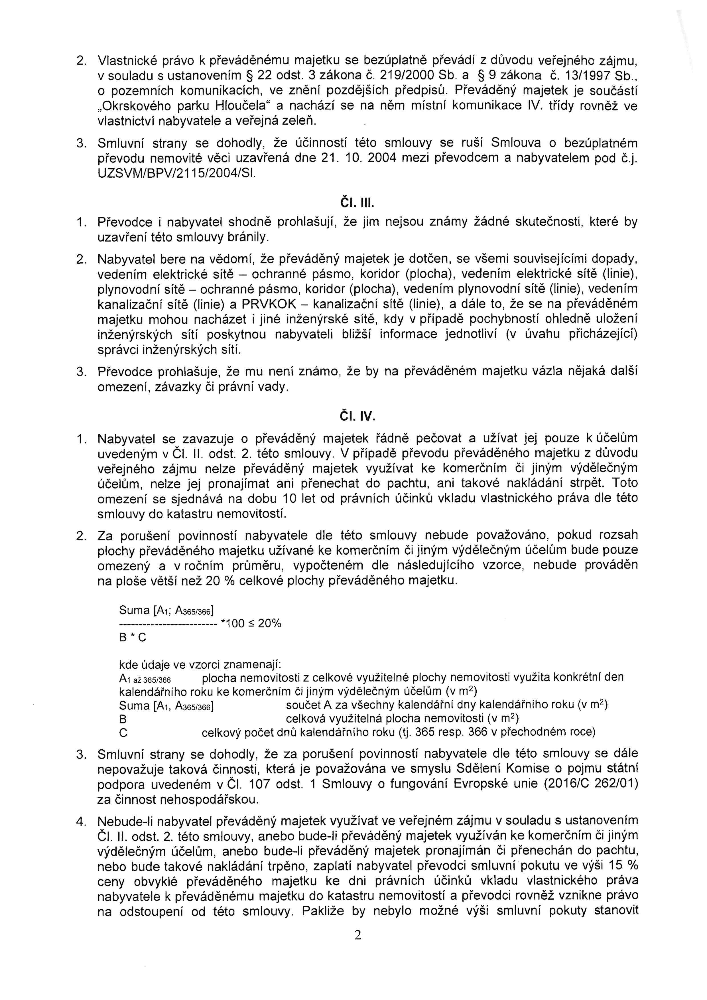 2. Vlastnické právo k převáděnému majetku se bezúplatně převádí z důvodu veřejného zájmu,
v souladu s ustanovením § 22 odst. 3 zákona č. 219/2000 Sb. a § 9 zákona č. 13/1997 Sb.,
o pozemních komunikacích, ve znění pozdějších předpisů. Převáděný majetek je součástí
„Okrskového parku Hloučela“ a nachází se na něm místní komunikace IV. třídy rovněž ve
vlastnictví nabyvatele a veřejná zeleň.
3. Smluvní strany se dohodly, že účinností této smlouvy se ruší Smlouva o bezúplatném
převodu nemovité věci uzavřená dne 21. 10. 2004 mezi převodcem a nabyvatelem pod č.j.
UZSVM/BPV/2115/2004/Sl.
Čl. III.
1. Převodce i nabyvatel shodně prohlašují, že jim nejsou známy žádné skutečnosti, které by
uzavření této smlouvy bránily.
2. Nabyvatel bere na vědomí, že převáděný majetek je dotčen, se všemi souvisejícími dopady,
vedením elektrické sítě – ochranné pásmo, koridor (plocha), vedením elektrické sítě (linie),
plynovodní sítě – ochranné pásmo, koridor (plocha), vedením plynovodní sítě (linie), vedením
kanalizační sítě (linie) a PRVKOK – kanalizační sítě (linie), a dále to, že se na převáděném
majetku mohou nacházet i jiné inženýrské sítě, kdy v případě pochybností ohledně uložení
inženýrských sítí poskytnou nabyvateli bližší informace jednotliví (v úvahu přicházející)
správci inženýrských sítí.
3. Převodce prohlašuje, že mu není známo, že by na převáděném majetku vázla nějaká další
omezení, závazky či právní vady.
Čl. IV.
1. Nabyvatel se zavazuje o převáděný majetek řádně pečovat a užívat jej pouze k účelům
uvedeným v Čl. II. odst. 2. této smlouvy. V případě převodu převáděného majetku z důvodu
veřejného zájmu nelze převáděný majetek využívat ke komerčním či jiným výdělečným
účelům, nelze jej pronajímat ani přenechat do pachtu, ani takové nakládání strpět. Toto
omezení se sjednává na dobu 10 let od právních účinků vkladu vlastnického práva dle této
smlouvy do katastru nemovitostí.
2. Za porušení povinností nabyvatele dle této smlouvy nebude považováno, pokud rozsah
plochy převáděného majetku užívané ke komerčním či jiným výdělečným účelům bude pouze
omezený a v ročním průměru, vypočteném dle následujícího vzorce, nebude prováděn
na ploše větší než 20 % celkové plochy převáděného majetku.
Suma [A1; A365/366]
------------------------- *100 ≤ 20%
B * C
kde údaje ve vzorci znamenají:
A1 až 365/366 plocha nemovitosti z celkové využitelné plochy nemovitosti využita konkrétní den
kalendářního roku ke komerčním či jiným výdělečným účelům (v m²)
Suma [A1, A365/366] součet A za všechny kalendářní dny kalendářního roku (v m²)
B celková využitelná plocha nemovitosti (v m²)
C celkový počet dnů kalendářního roku (tj. 365 resp. 366 v přechodném roce)
3. Smluvní strany se dohodly, že za porušení povinností nabyvatele dle této smlouvy se dále
nepovažuje taková činnosti, která je považována ve smyslu Sdělení Komise o pojmu státní
podpora uvedeném v Čl. 107 odst. 1 Smlouvy o fungování Evropské unie (2016/C 262/01)
za činnost nehospodářskou.
4. Nebude-li nabyvatel převáděný majetek využívat ve veřejném zájmu v souladu s ustanovením
Čl. II. odst. 2. této smlouvy, anebo bude-li převáděný majetek využíván ke komerčním či jiným
výdělečným účelům, anebo bude-li převáděný majetek pronajímán či přenechán do pachtu,
nebo bude takové nakládání trpěno, zaplatí nabyvatel převodci smluvní pokutu ve výši 15 %
ceny obvyklé převáděného majetku ke dni právních účinků vkladu vlastnického práva
nabyvatele k převáděnému majetku do katastru nemovitostí a převodci rovněž vznikne právo
na odstoupení od této smlouvy. Pakliže by nebylo možné výši smluvní pokuty stanovit
2